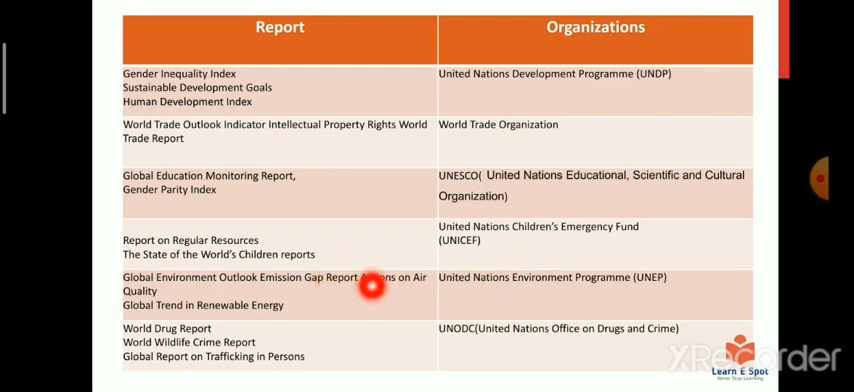 Report
Organizations
Gender Inequality Index
Sustainable Development Goals
Human Development Index
United Nations Development Programme (UNDP)
World Trade Outlook Indicator Intellectual Property Rights World
Trade Report
World Trade Organization
Global Education Monitoring Report,
Gender Parity Index
UNESCO( United Nations Educational, Scientific and Cultural
Organization)
Report on Regular Resources
The State of the World's Children reports
United Nations Children's Emergency Fund
(UNICEF)
Global Environment Outlook Emission Gap Report on Air
Quality
Global Trend in Renewable Energy
United Nations Environment Programme (UNEP)
World Drug Report
World Wildlife Crime Report
Global Report on Trafficking in Persons
UNODC(United Nations Office on Drugs and Crime)
XRecorder
Learn E Spot
Never Stop Learning